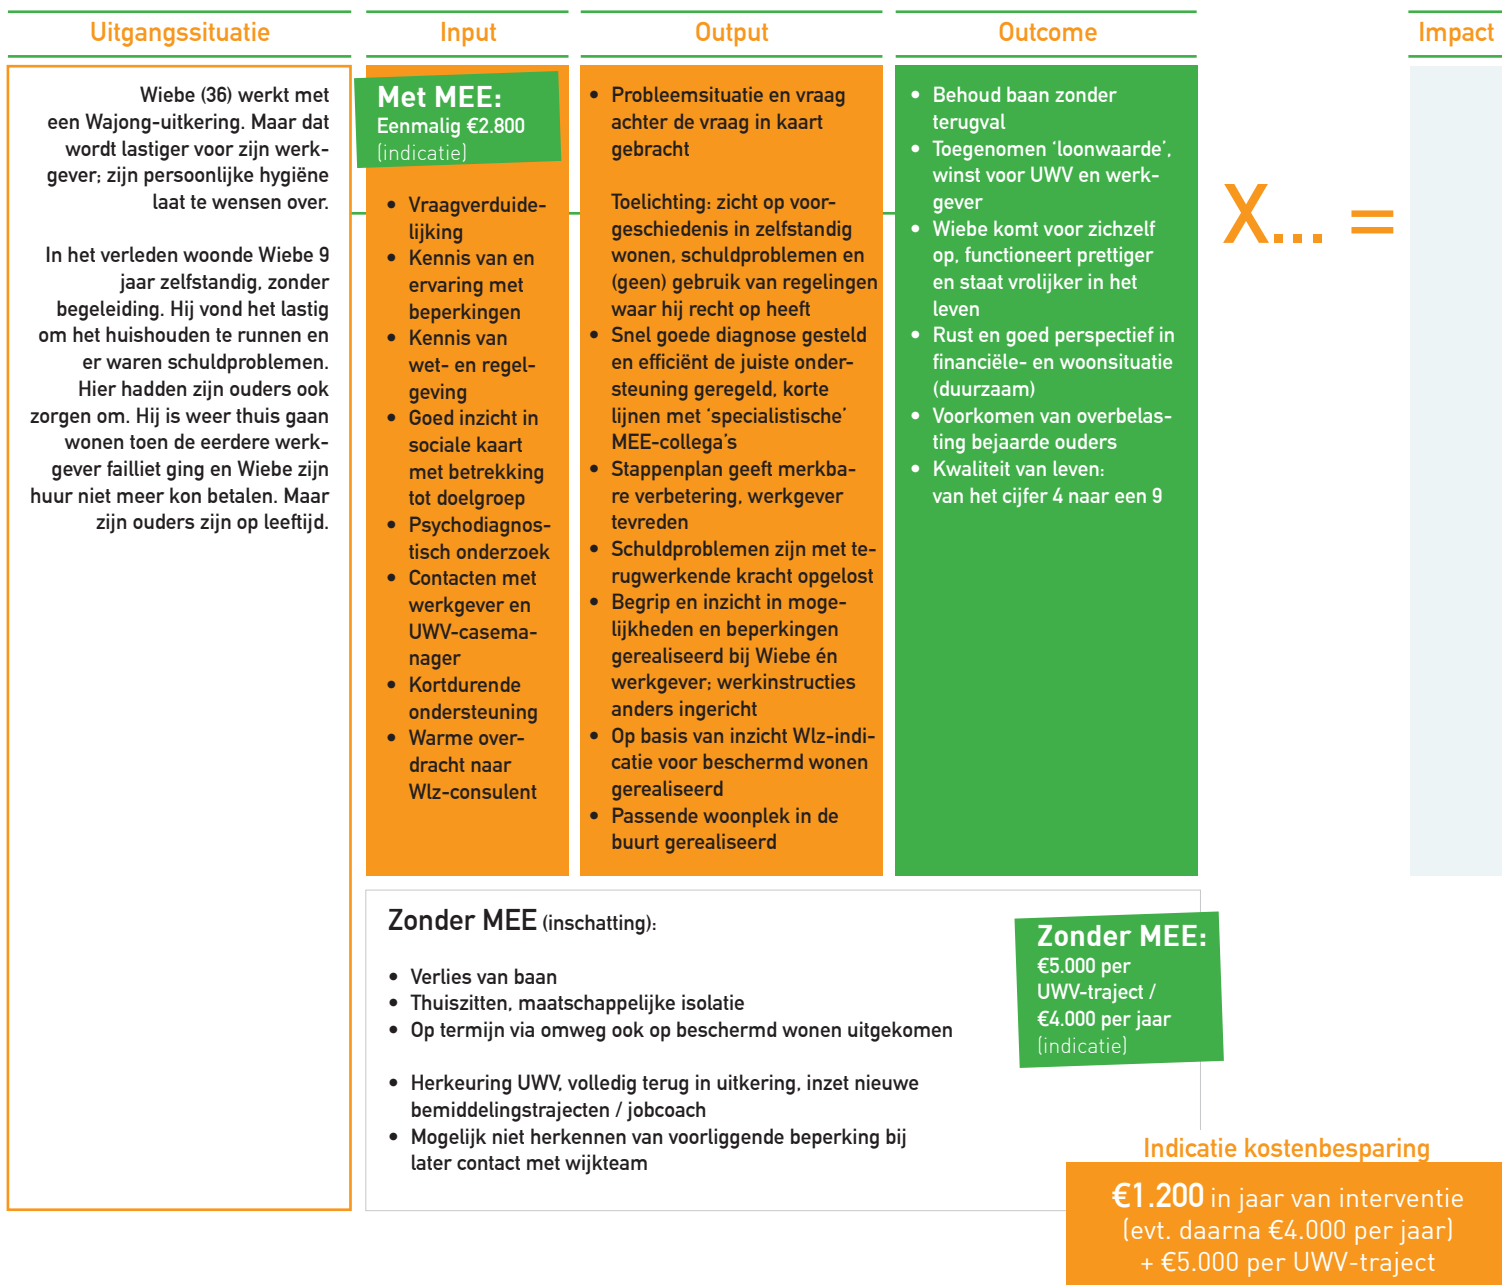 Uitgangssituatie
Input
Output
Outcome
Impact
Wiebe (36) werkt met
een Wajong-uitkering. Maar dat
wordt lastiger voor zijn werk-
gever; zijn persoonlijke hygiëne
laat te wensen over.
In het verleden woonde Wiebe 9
jaar zelfstandig, zonder
begeleiding. Hij vond het lastig
om het huishouden te runnen en
er waren schuldproblemen.
Hier hadden zijn ouders ook
zorgen om. Hij is weer thuis gaan
wonen toen de eerdere werk-
gever failliet ging en Wiebe zijn
huur niet meer kon betalen. Maar
zijn ouders zijn op leeftijd.
Met MEE:
Eenmalig €2.800
(indicatie)
• Vraagverduide-
lijking
• Kennis van en
ervaring met
beperkingen
• Kennis van
wet- en regel-
geving
• Goed inzicht in
sociale kaart
met betrekking
tot doelgroep
• Psychodiagnos-
tisch onderzoek
• Contacten met
werkgever en
UWV-casema-
nager
• Kortdurende
ondersteuning
• Warme over-
dracht naar
Wlz-consulent
• Probleemsituatie en vraag
achter de vraag in kaart
gebracht
Toelichting: zicht op voor-
geschiedenis in zelfstandig
wonen, schuldproblemen en
(geen) gebruik van regelingen
waar hij recht op heeft
• Snel goede diagnose gesteld
en efficiënt de juiste onder-
steuning geregeld, korte
lijnen met ‘specialistische’
MEE-collega’s
• Stappenplan geeft merkba-
re verbetering, werkgever
tevreden
• Schuldproblemen zijn met te-
rugwerkende kracht opgelost
• Begrip en inzicht in moge-
lijkheden en beperkingen
gerealiseerd bij Wiebe én
werkgever; werkinstructies
anders ingericht
• Op basis van inzicht Wlz-indi-
catie voor beschermd wonen
gerealiseerd
• Passende woonplek in de
buurt gerealiseerd
• Behoud baan zonder
terugval
• Toegenomen ‘loonwaarde’,
winst voor UWV en werk-
gever
• Wiebe komt voor zichzelf
op, functioneert prettiger
en staat vrolijker in het
leven
• Rust en goed perspectief in
financiële- en woonsituatie
(duurzaam)
• Voorkomen van overbelas-
ting bejaarde ouders
• Kwaliteit van leven:
van het cijfer 4 naar een 9
X... =
Zonder MEE (inschatting):
• Verlies van baan
• Thuiszitten, maatschappelijke isolatie
• Op termijn via omweg ook op beschermd wonen uitgekomen
• Herkeuring UWV, volledig terug in uitkering, inzet nieuwe
bemiddelingstrajecten / jobcoach
• Mogelijk niet herkennen van voorliggende beperking bij
later contact met wijkteam
Zonder MEE:
€5.000 per
UWV-traject /
€4.000 per jaar
(indicatie)
Indicatie kostenbesparing
€1.200 in jaar van interventie
(evt. daarna €4.000 per jaar)
+ €5.000 per UWV-traject